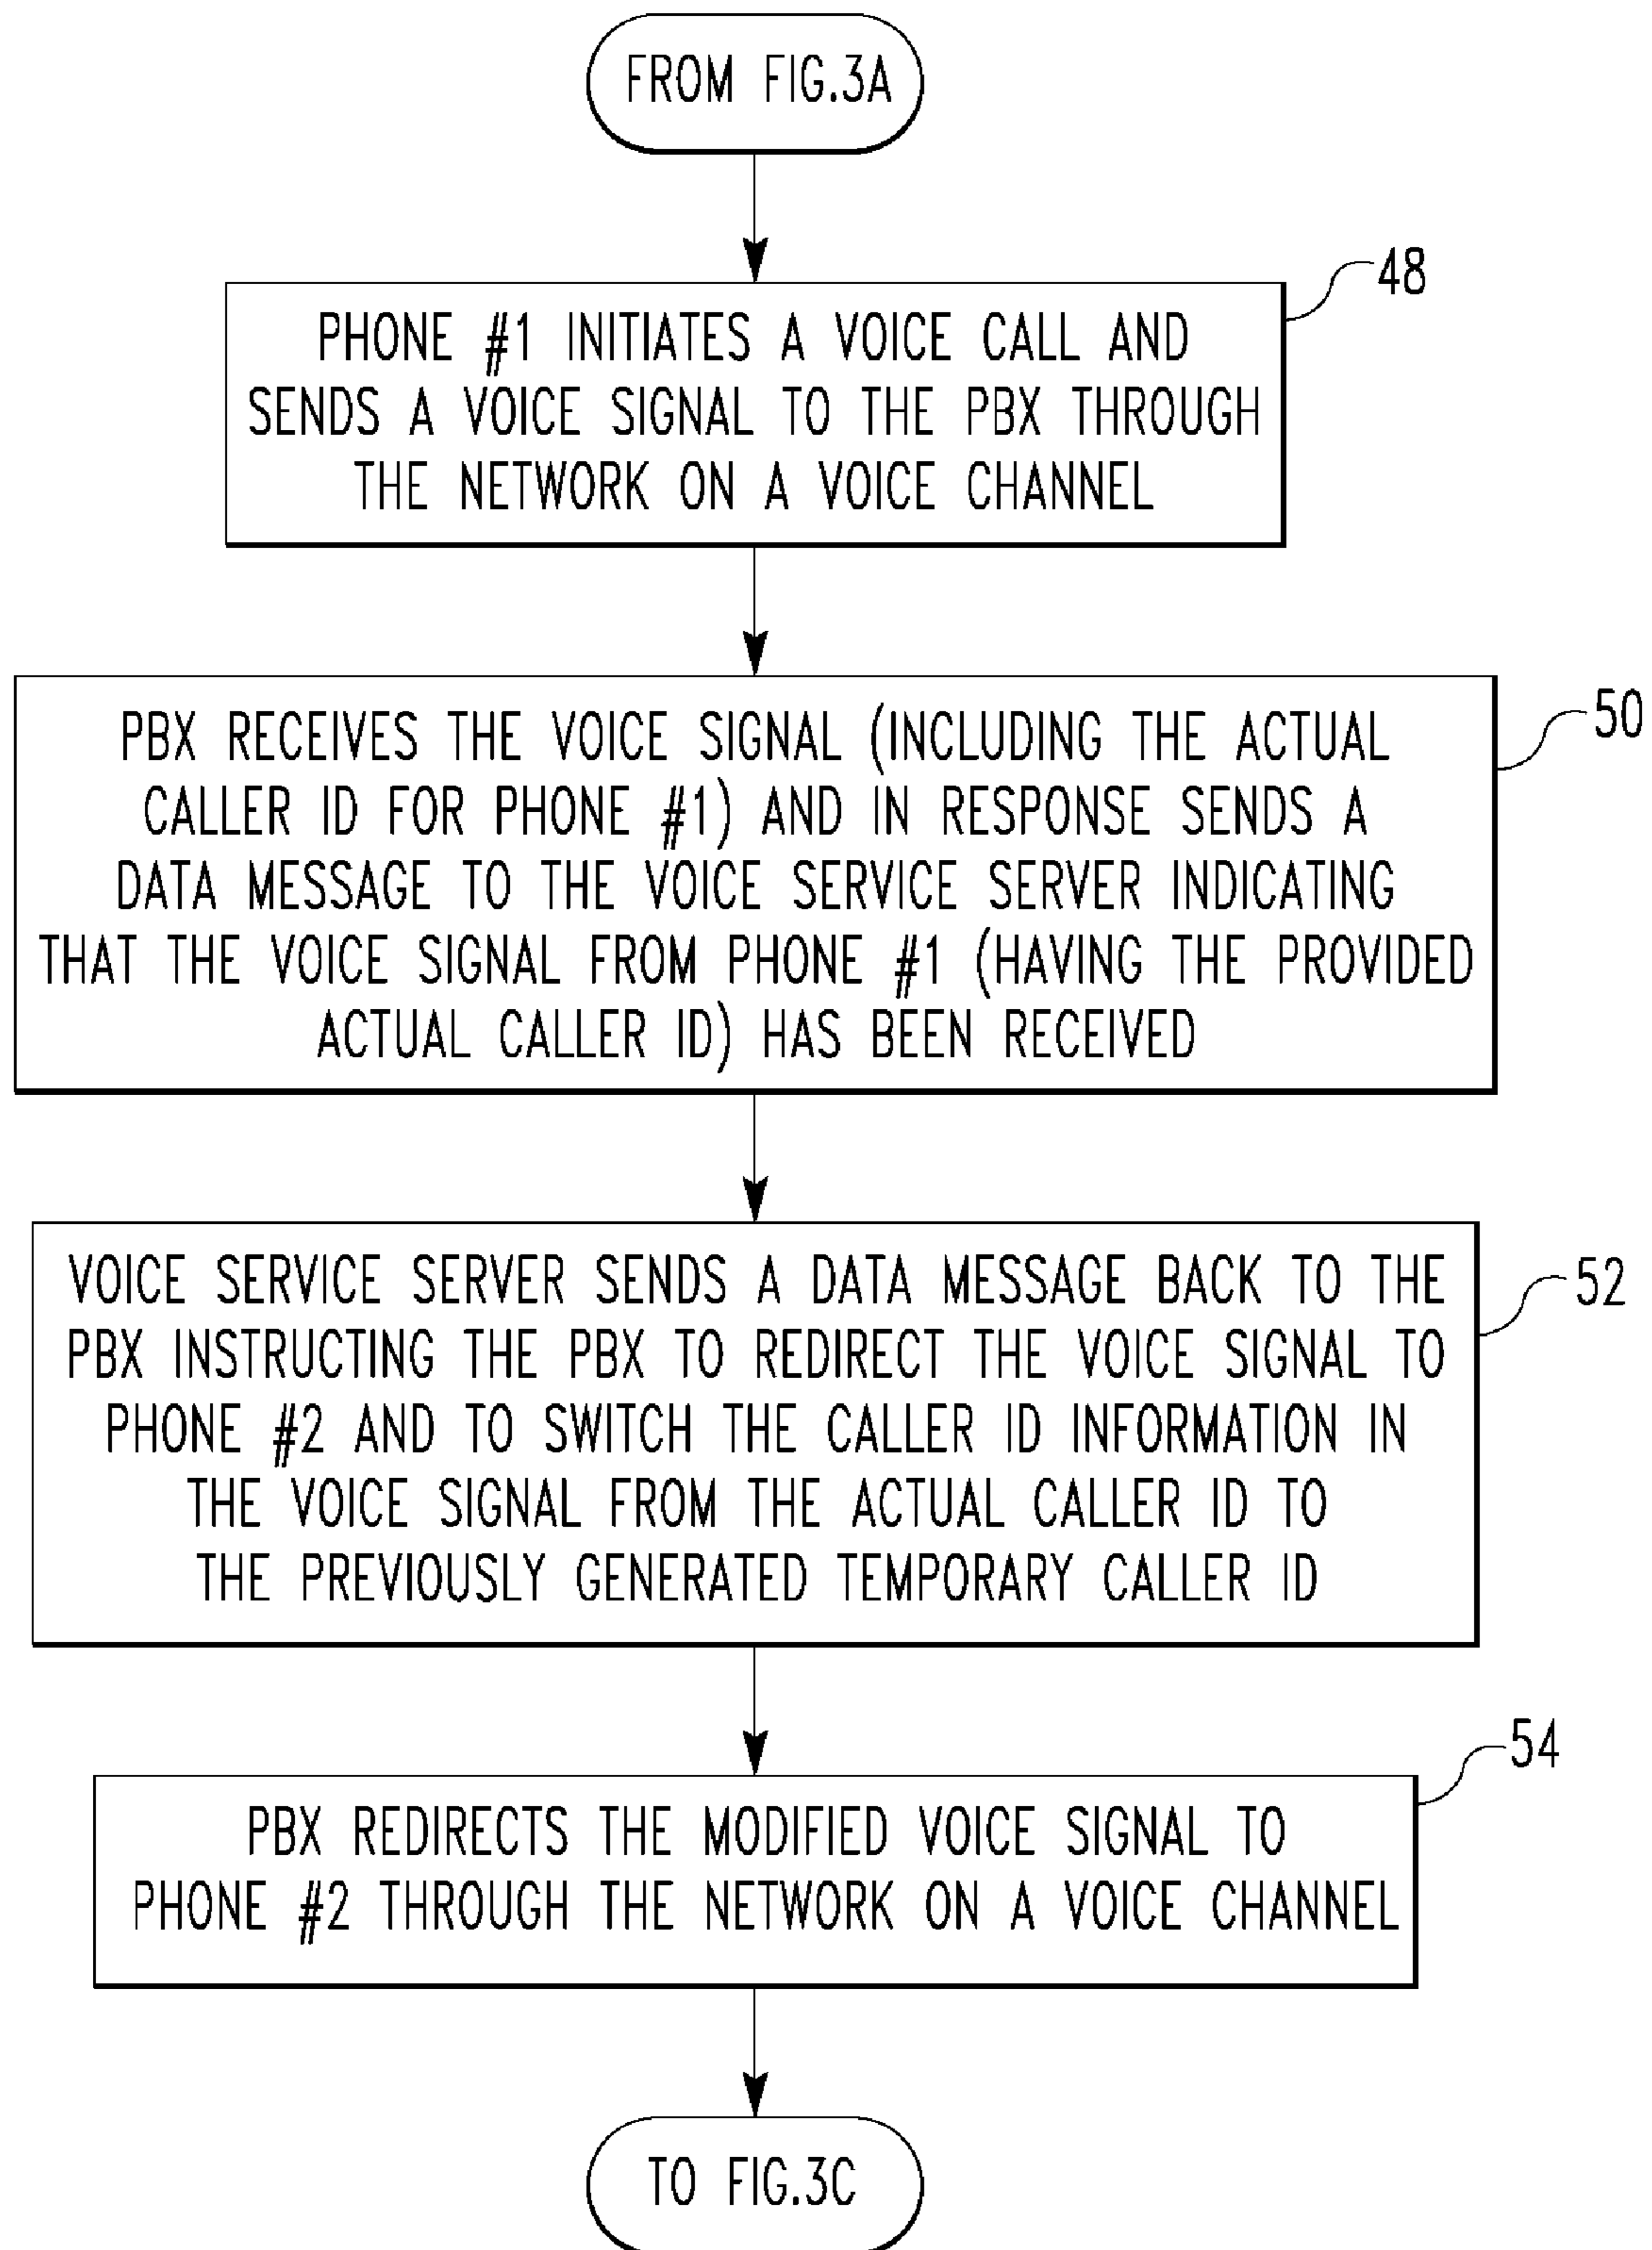 FROM FIG.3A
48
PHONE #1 INITIATES A VOICE CALL AND
SENDS A VOICE SIGNAL TO THE PBX THROUGH
THE NETWORK ON A VOICE CHANNEL
50
PBX RECEIVES THE VOICE SIGNAL (INCLUDING THE ACTUAL
CALLER ID FOR PHONE #1) AND IN RESPONSE SENDS A
DATA MESSAGE TO THE VOICE SERVICE SERVER INDICATING
THAT THE VOICE SIGNAL FROM PHONE #1 (HAVING THE PROVIDED
ACTUAL CALLER ID) HAS BEEN RECEIVED
52
VOICE SERVICE SERVER SENDS A DATA MESSAGE BACK TO THE
PBX INSTRUCTING THE PBX TO REDIRECT THE VOICE SIGNAL TO
PHONE #2 AND TO SWITCH THE CALLER ID INFORMATION IN
THE VOICE SIGNAL FROM THE ACTUAL CALLER ID TO
THE PREVIOUSLY GENERATED TEMPORARY CALLER ID
54
PBX REDIRECTS THE MODIFIED VOICE SIGNAL TO
PHONE #2 THROUGH THE NETWORK ON A VOICE CHANNEL
TO FIG.3C